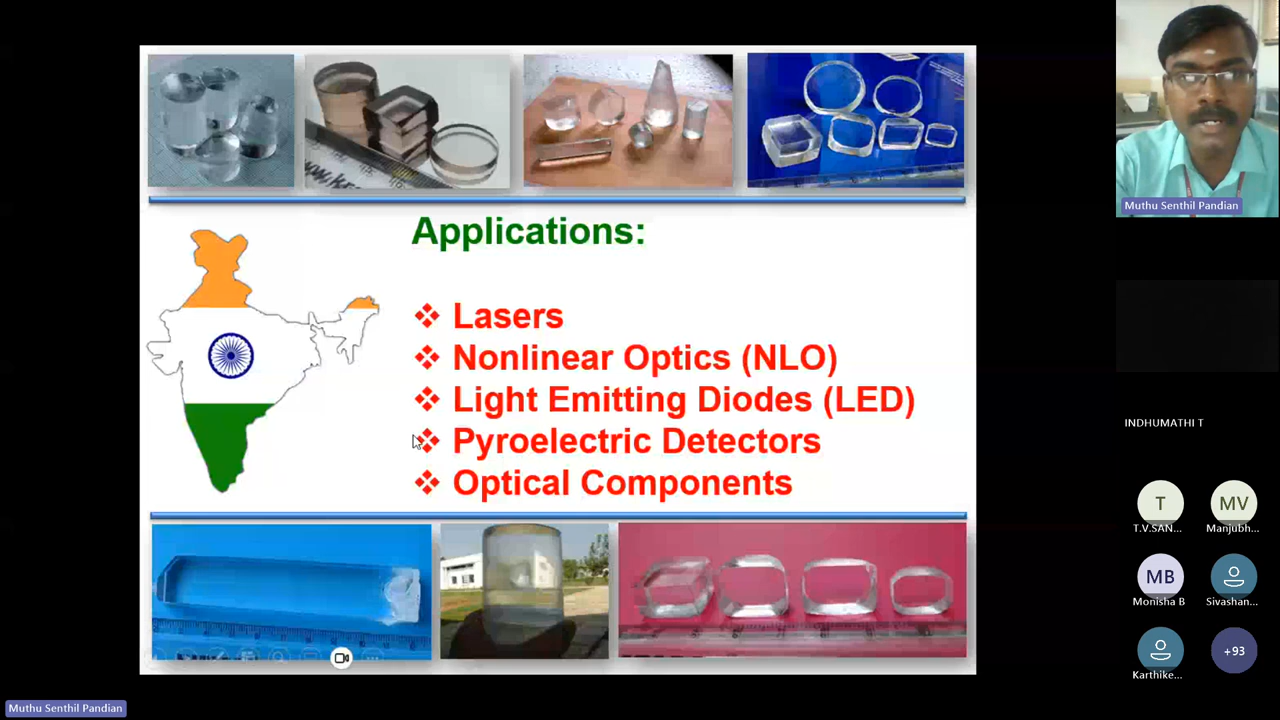 Applications:
❖ Lasers
❖ Nonlinear Optics (NLO)
❖ Light Emitting Diodes (LED)
❖ Pyroelectric Detectors
❖ Optical Components
Muthu Senthil Pandian
INDHUMATHI T
T
MV
T.V.SAN...
Manjubh...
MB
Monisha B
Sivashan...
+93
Karthike...
Muthu Senthil Pandian